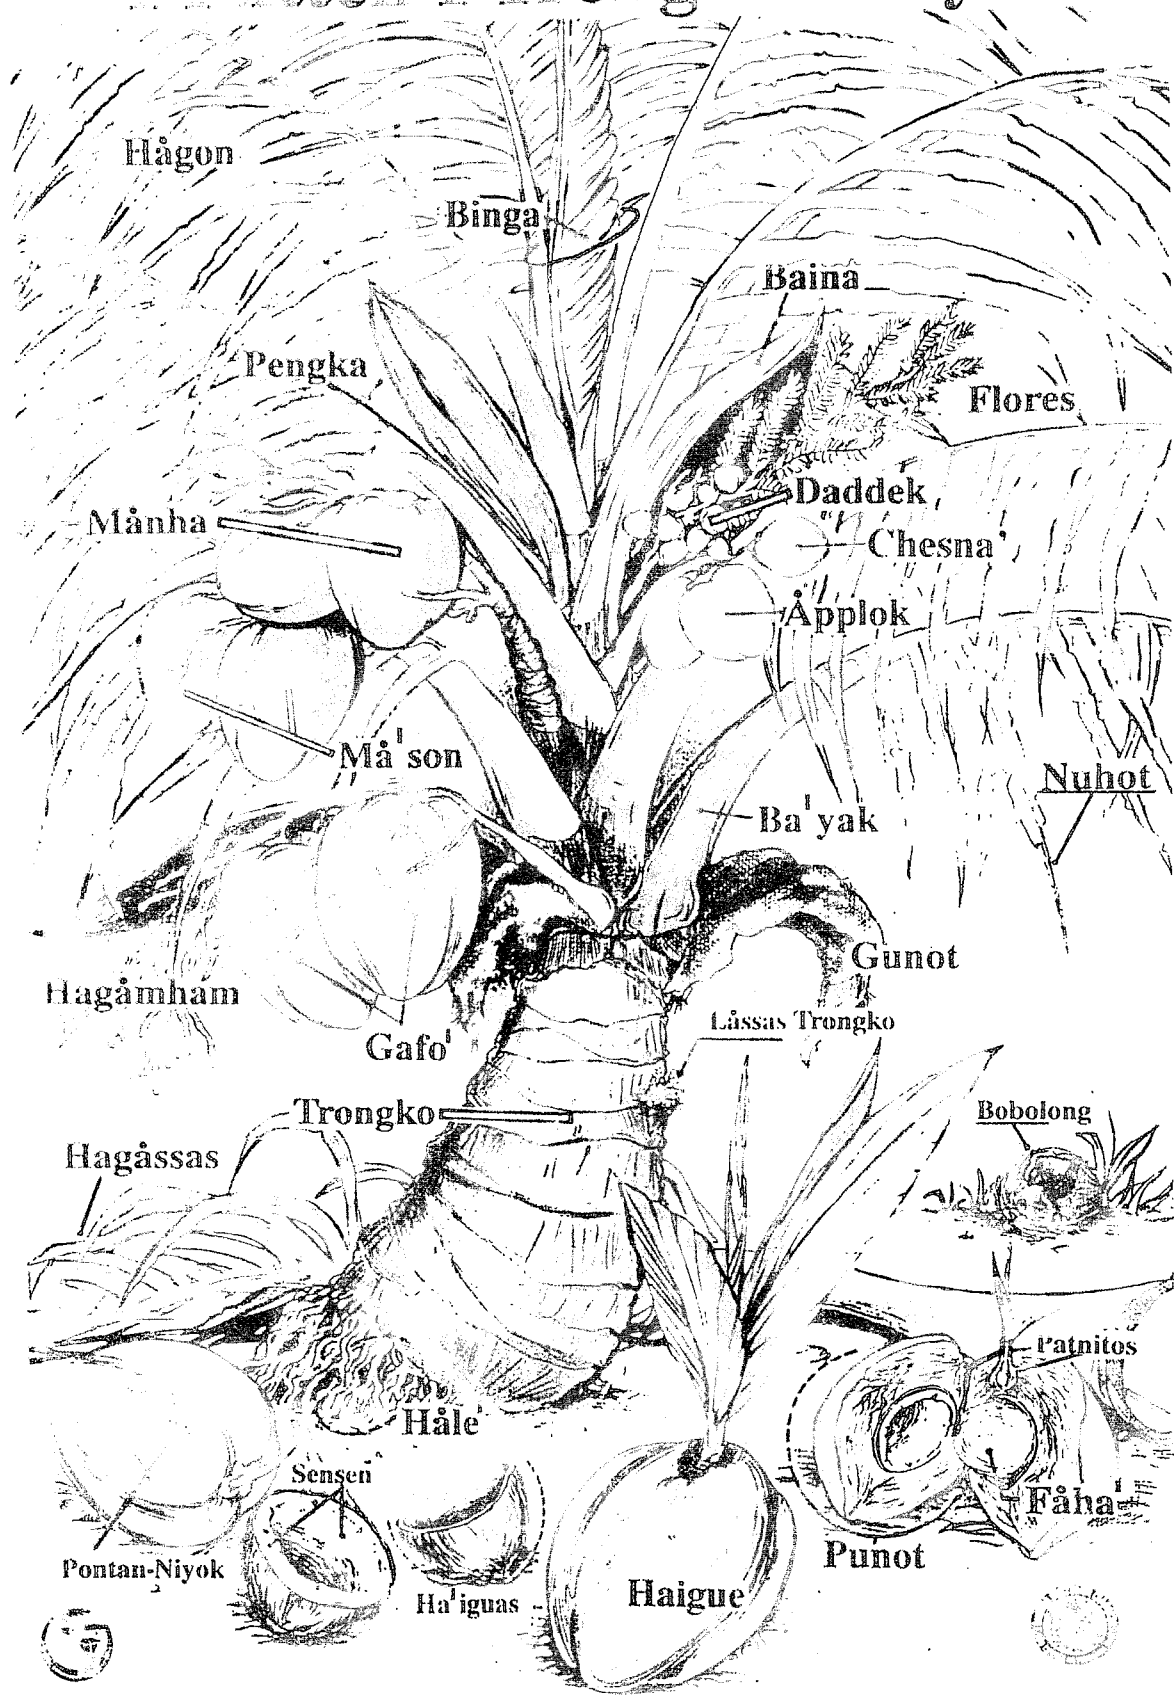 Hågon
Binga
Baina
Pengka
Flores
Daddek
Månha
Chesna'
Åpplok
Må'son
Nuhot
Ba'yak
Gunot
Hagåmham
Låssas Trongko
Gafo'
Bobolong
Trongko
Hagåssas
Patnitos
Håle'
Sensen
Fåha'
Punot
Pontan-Niyok
Haigue
Ha'iguas